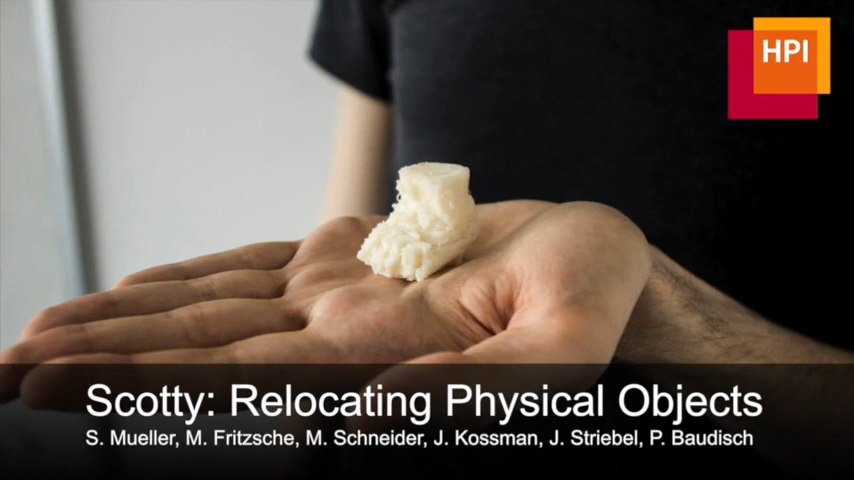 HPI
Scotty: Relocating Physical Objects
S. Mueller, M. Fritzsche, M. Schneider, J. Kossman, J. Striebel, P. Baudisch